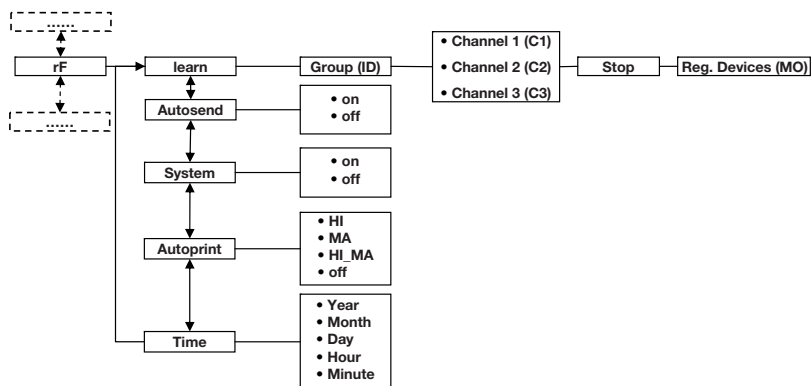 ......
rF
......
learn
Group (ID)
• Channel 1 (C1)
• Channel 2 (C2)
• Channel 3 (C3)
Stop
Reg. Devices (MO)
Autosend
• on
• off
System
• on
• off
Autoprint
• HI
• MA
• HI_MA
• off
Time
• Year
• Month
• Day
• Hour
• Minute